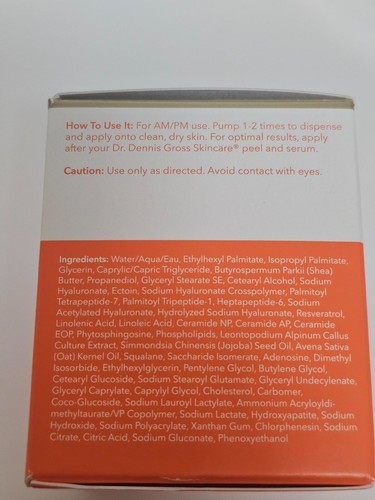 How To Use It: For AM/PM use. Pump 1-2 times to dispense
and apply onto clean, dry skin. For optimal results, apply
after your Dr. Dennis Gross Skincare® peel and serum.
Caution: Use only as directed. Avoid contact with eyes.
Ingredients: Water/Aqua/Eau, Ethylhexyl Palmitate, Isopropyl Palmitate,
Glycerin, Caprylic/Capric Triglyceride, Butyrospermum Parkii (Shea)
Butter, Propanediol, Glyceryl Stearate SE, Cetearyl Alcohol, Sodium
Hyaluronate, Ectoin, Sodium Hyaluronate Crosspolymer, Palmitoyl
Tetrapeptide-7, Palmitoyl Tripeptide-1, Heptapeptide-6, Sodium
Acetylated Hyaluronate, Hydrolyzed Sodium Hyaluronate, Resveratrol,
Linolenic Acid, Linoleic Acid, Ceramide NP, Ceramide AP, Ceramide
EOP, Phytosphingosine, Phospholipids, Leontopodium Alpinum Callus
Culture Extract, Simmondsia Chinensis (Jojoba) Seed Oil, Avena Sativa
(Oat) Kernel Oil, Squalane, Saccharide Isomerate, Adenosine, Dimethyl
Isosorbide, Ethylhexylglycerin, Pentylene Glycol, Butylene Glycol,
Cetearyl Glucoside, Sodium Stearoyl Glutamate, Glyceryl Undecylenate,
Glyceryl Caprylate, Caprylyl Glycol, Cholesterol, Carbomer,
Coco-Glucoside, Sodium Lauroyl Lactylate, Ammonium Acryloyldi-
methyltaurate/VP Copolymer, Sodium Lactate, Hydroxyapatite, Sodium
Hydroxide, Sodium Polyacrylate, Xanthan Gum, Chlorphenesin, Sodium
Citrate, Citric Acid, Sodium Gluconate, Phenoxyethanol